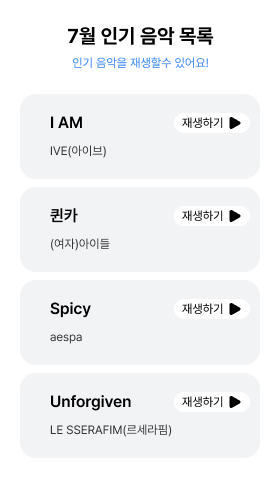 7월 인기 음악 목록
인기 음악을 재생할수 있어요!
I AM
재생하기
IVE(아이브)
퀸카
재생하기
(여자)아이들
Spicy
재생하기
aespa
Unforgiven
재생하기
LE SSERAFIM(르세라핌)